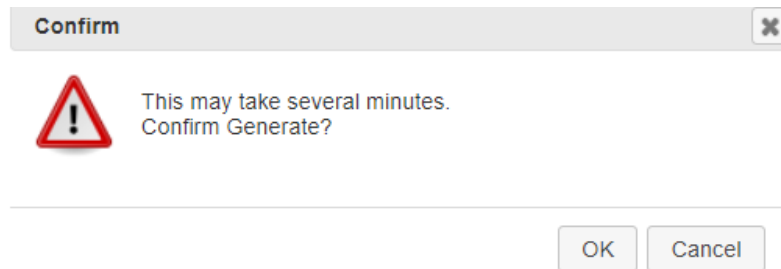 Confirm
This may take several minutes.
Confirm Generate?
OK Cancel